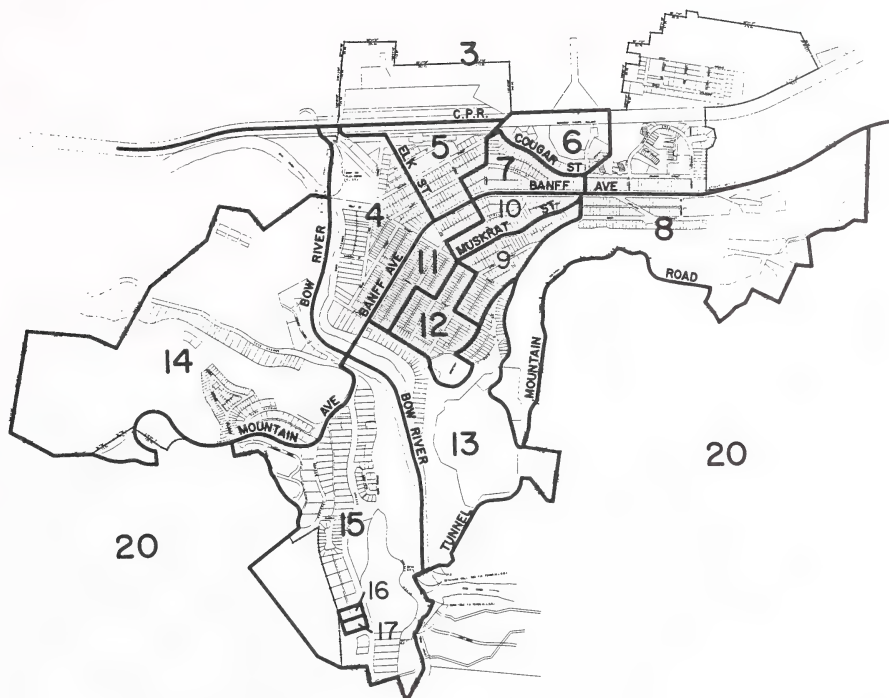 3
C.P.R.
5
6
COUGAR ST
7
ELK ST
BANFF AVE
4
10
MUSKRAT ST
8
9
BOW RIVER
BANFF AVE
11
12
ROAD
14
MOUNTAIN
MOUNTAIN AVE
BOW RIVER
13
20
20
15
TUNNEL
16
17